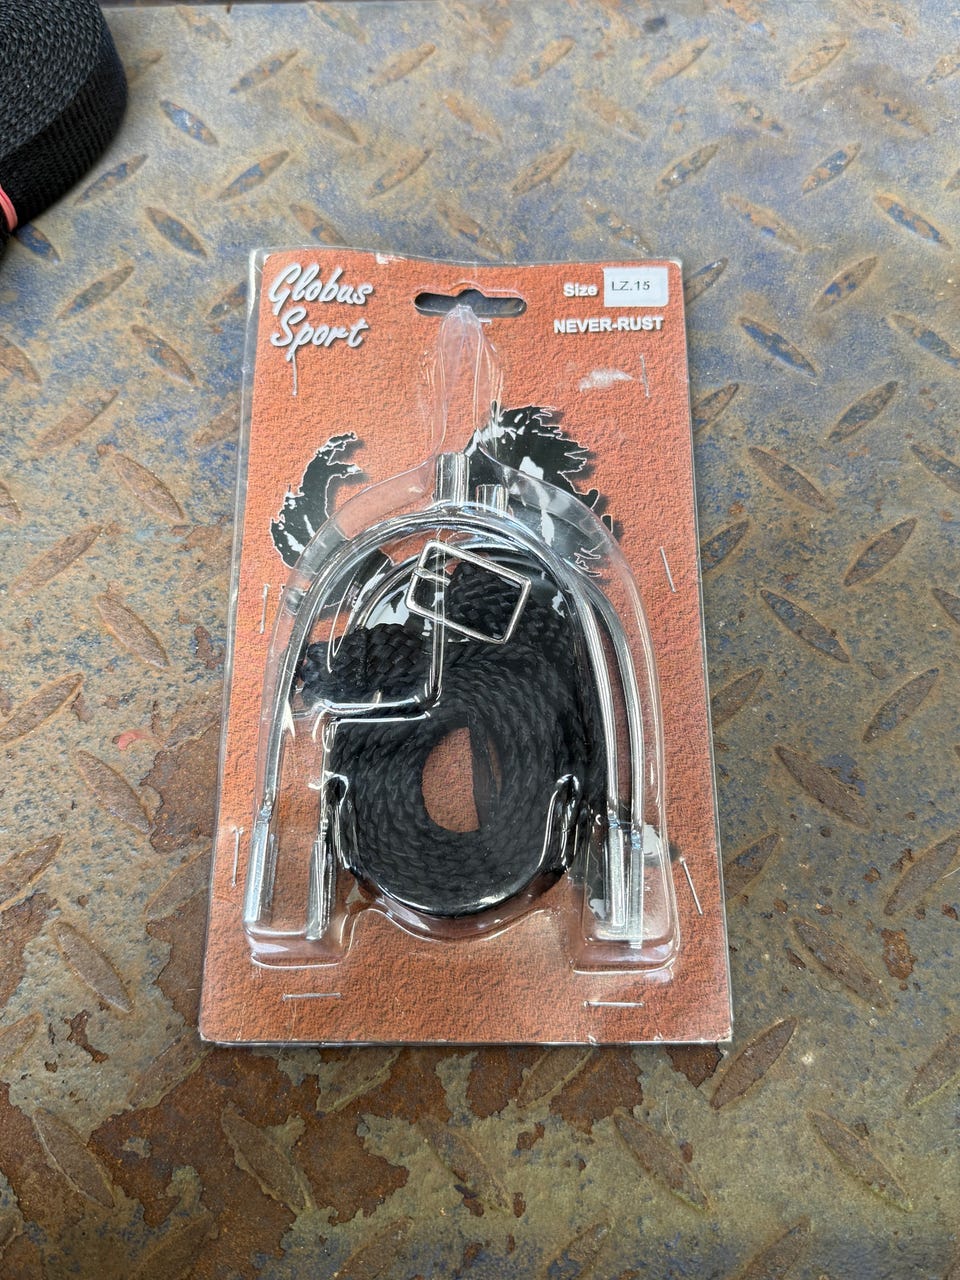 Globus
Sport
Size LZ.15
NEVER-RUST